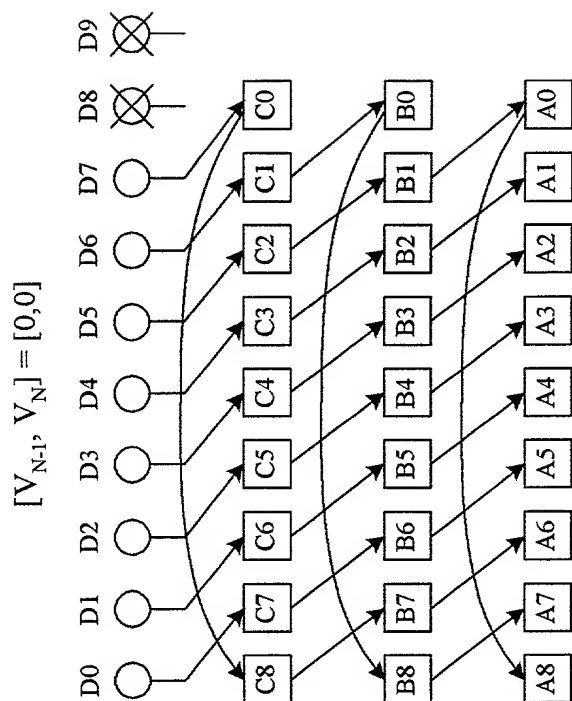 [V_{N-1}, V_N] = [0,0]
D0 D1 D2 D3 D4 D5 D6 D7 D8 D9
C8 C7 C6 C5 C4 C3 C2 C1 C0
B8 B7 B6 B5 B4 B3 B2 B1 B0
A8 A7 A6 A5 A4 A3 A2 A1 A0